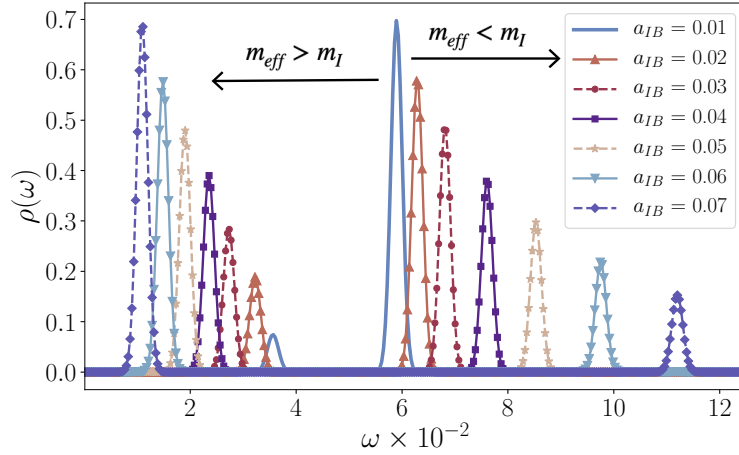 m_eff > m_I
m_eff < m_I
a_IB = 0.01
a_IB = 0.02
a_IB = 0.03
a_IB = 0.04
a_IB = 0.05
a_IB = 0.06
a_IB = 0.07
ρ(ω)
0.7
0.6
0.5
0.4
0.3
0.2
0.1
0.0
2 4 6 8 10 12
ω × 10⁻²